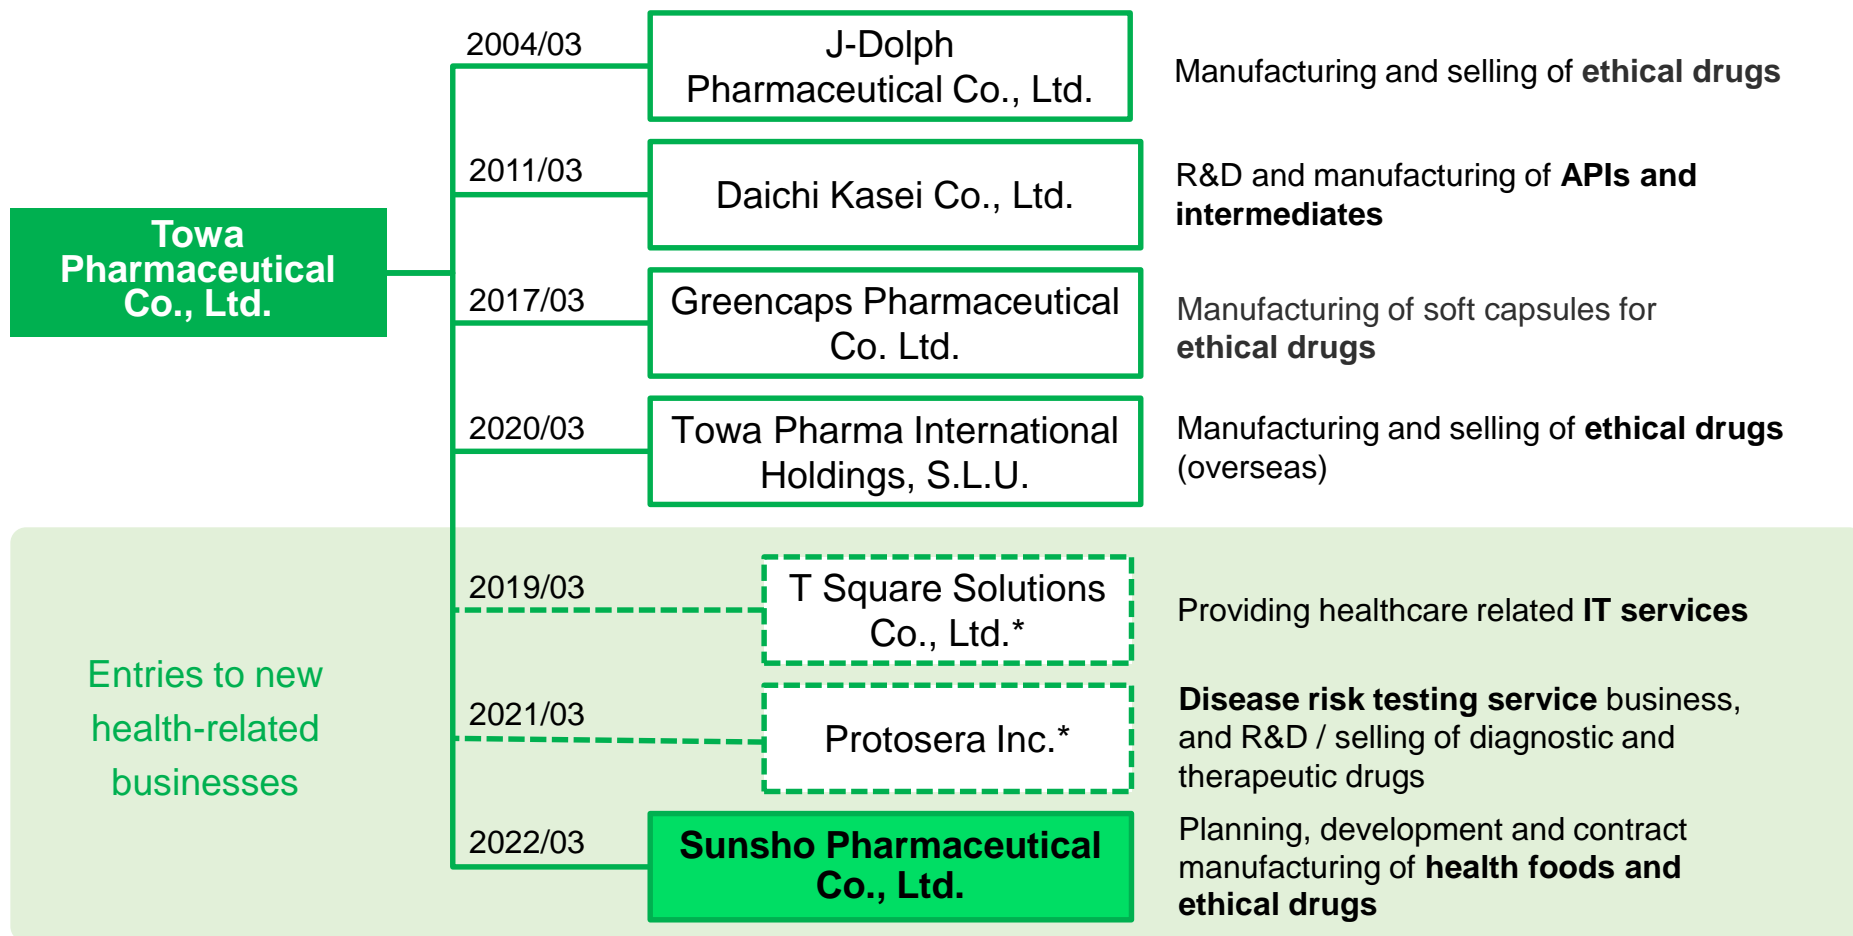 2004/03
J-Dolph
Pharmaceutical Co., Ltd.
Manufacturing and selling of ethical drugs
2011/03
Daichi Kasei Co., Ltd.
R&D and manufacturing of APIs and
intermediates
Towa
Pharmaceutical
Co., Ltd.
2017/03
Greencaps Pharmaceutical
Co. Ltd.
Manufacturing of soft capsules for
ethical drugs
2020/03
Towa Pharma International
Holdings, S.L.U.
Manufacturing and selling of ethical drugs
(overseas)
Entries to new
health-related
businesses
2019/03
T Square Solutions
Co., Ltd.*
Providing healthcare related IT services
2021/03
Protosera Inc.*
Disease risk testing service business,
and R&D / selling of diagnostic and
therapeutic drugs
2022/03
Sunsho Pharmaceutical
Co., Ltd.
Planning, development and contract
manufacturing of health foods and
ethical drugs